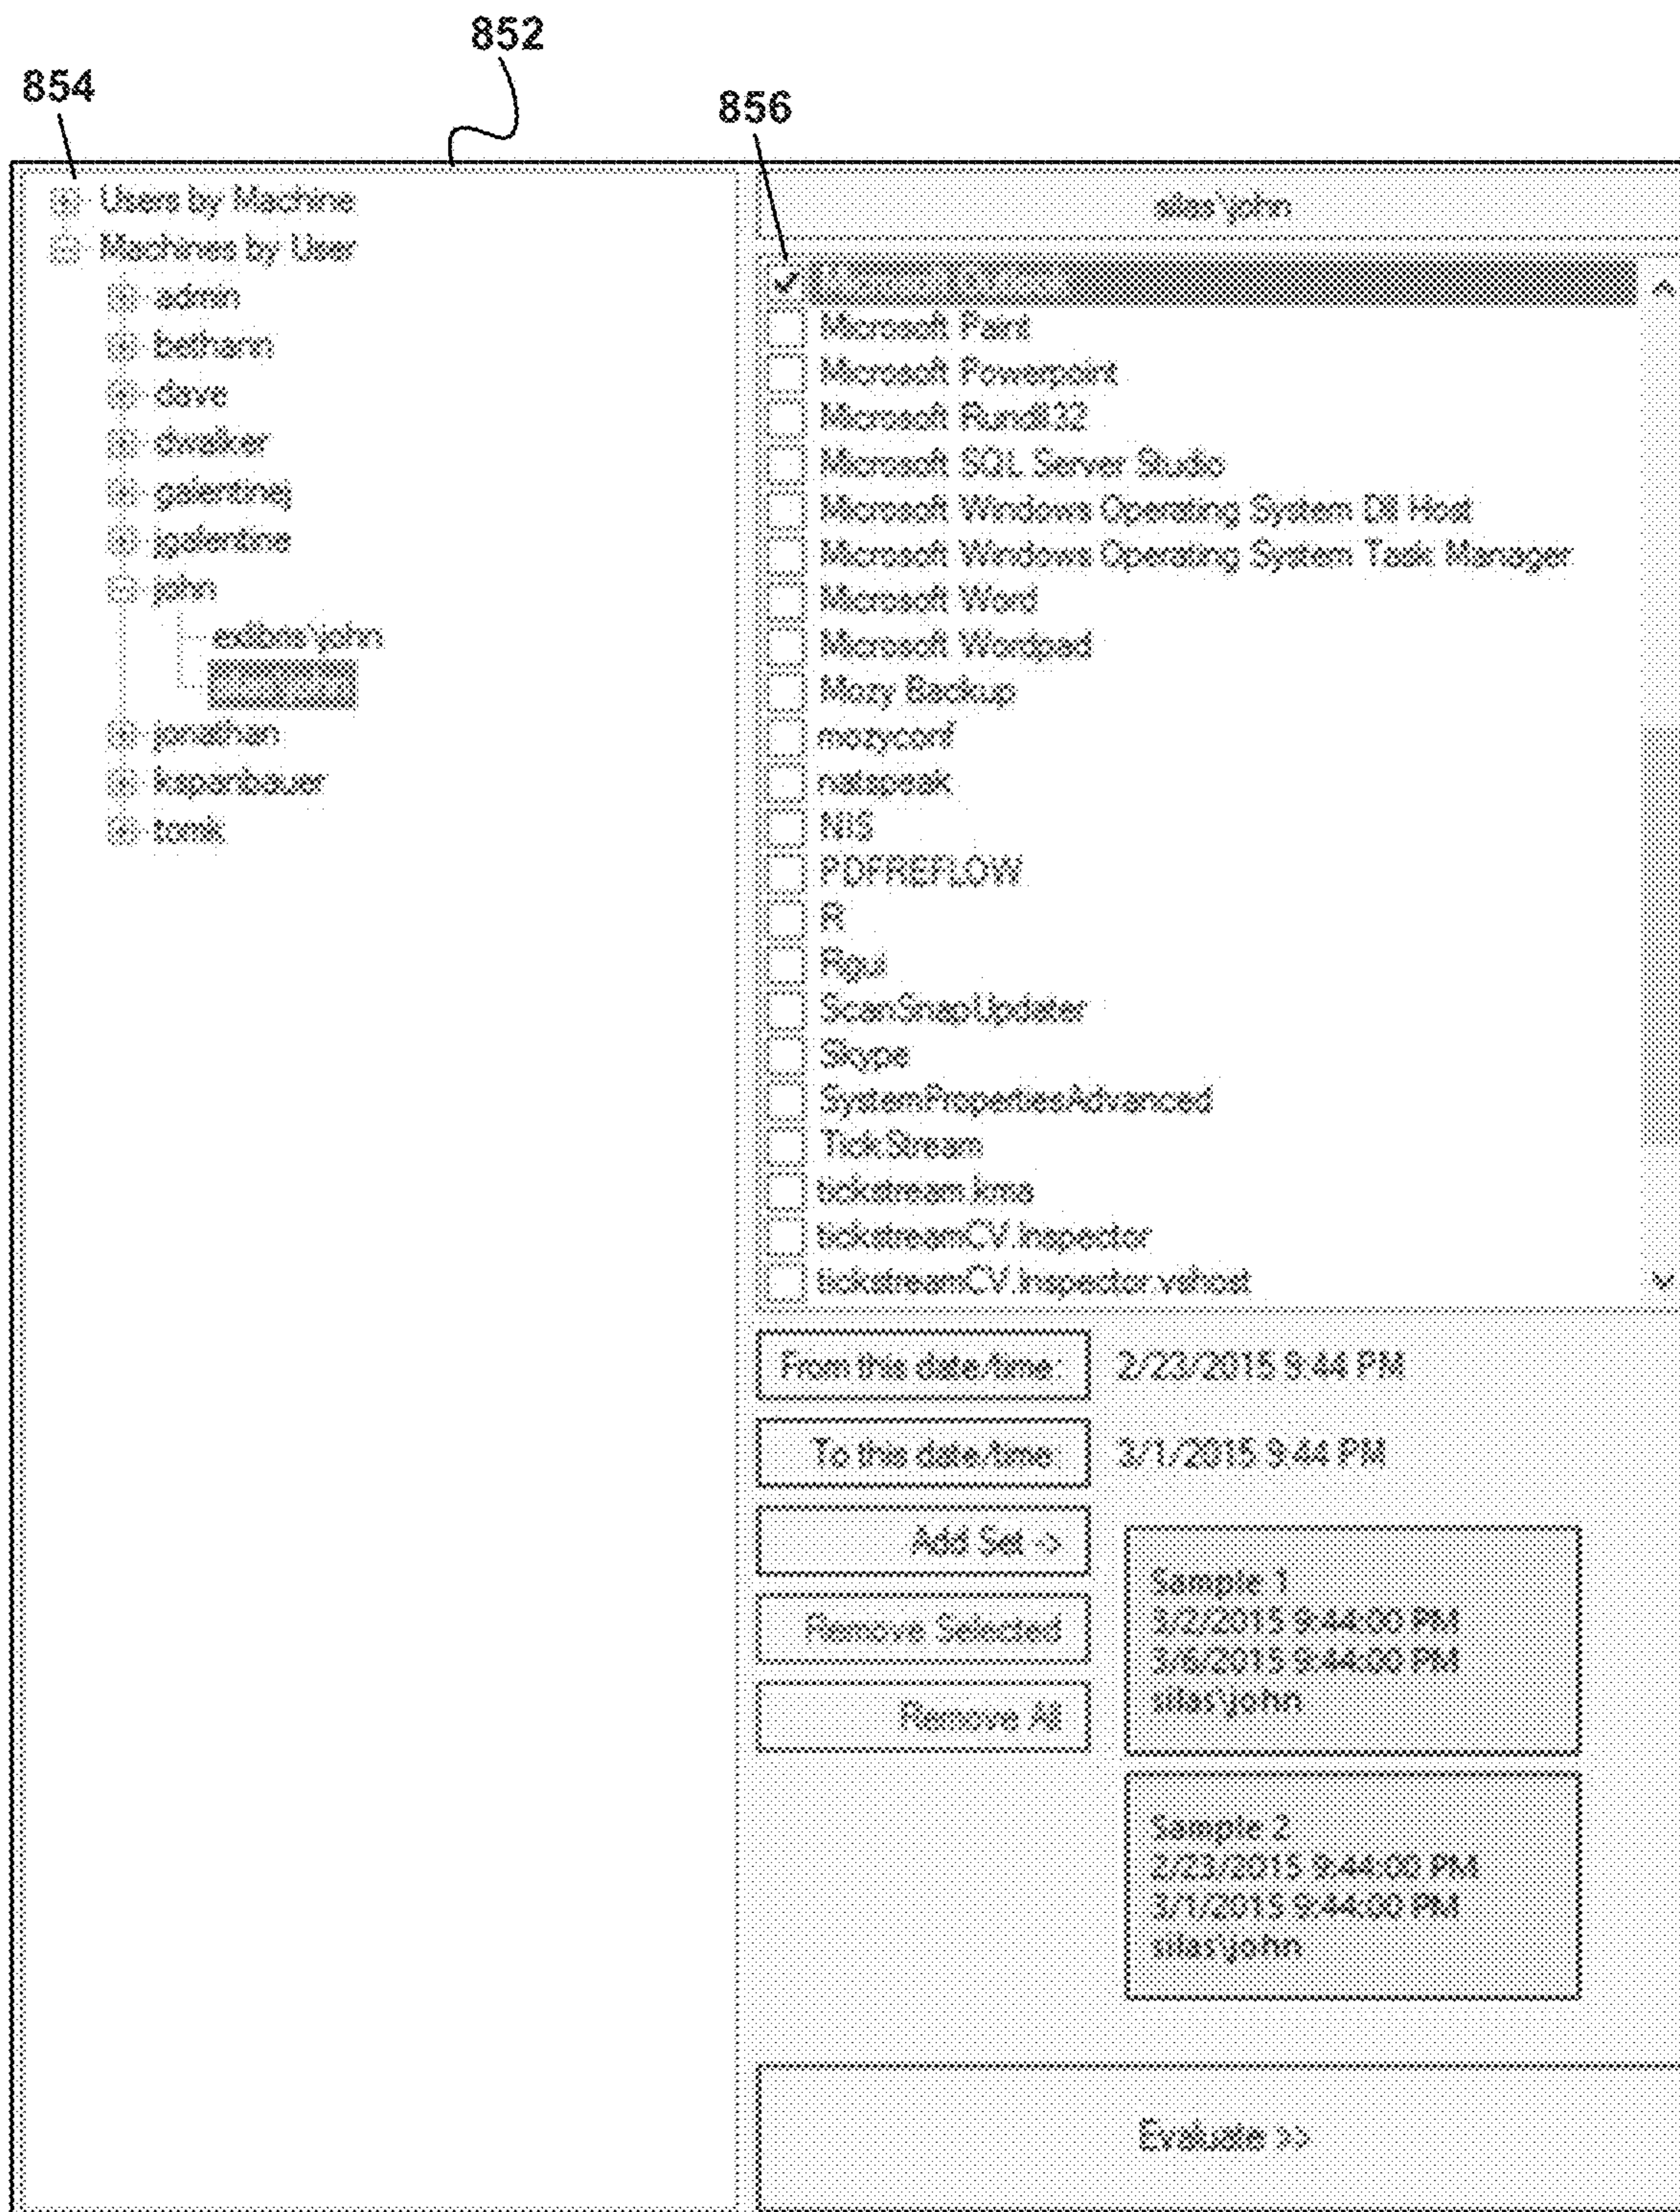 852
854
856
Users by Machine
Machines by User
admin
bethann
dave
dwalker
galentinej
jgalentine
john
exlibris\john
jonathan
kspanbauer
tomk
silas\john
Microsoft Paint
Microsoft Powerpoint
Microsoft Rundll32
Microsoft SQL Server Studio
Microsoft Windows Operating System Dll Host
Microsoft Windows Operating System Task Manager
Microsoft Word
Microsoft Wordpad
Mozy Backup
mozyconf
natspeak
NIS
PDFREFLOW
R
Rgui
ScanSnapUpdater
Skype
SystemPropertiesAdvanced
TickStream
tickstream.kma
tickstreamCV.Inspector
tickstreamCV.Inspector.vshost
From this date/time: 2/23/2015 9:44 PM
To this date/time: 3/1/2015 9:44 PM
Add Set ->
Remove Selected
Remove All
Sample 1
3/2/2015 9:44:00 PM
3/6/2015 9:44:00 PM
silas\john
Sample 2
2/23/2015 9:44:00 PM
3/1/2015 9:44:00 PM
silas\john
Evaluate >>